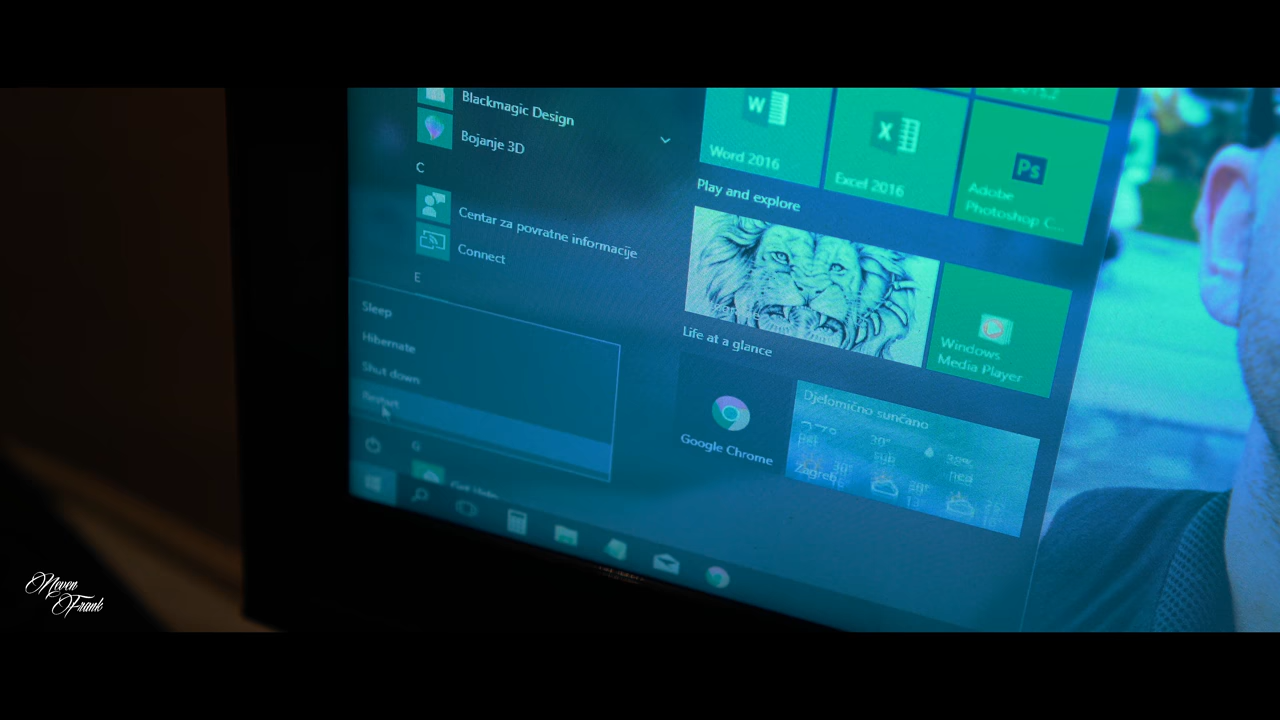 Blackmagic Design
Bojanje 3D
C
Centar za povratne informacije
Connect
E
Sleep
Hibernate
Shut down
Restart
G
Word 2016
Excel 2016
Ps
Adobe
Photoshop C...
Play and explore
Windows
Media Player
Life at a glance
Google Chrome
Djelomično sunčano
Zagreb
Neven
Frank